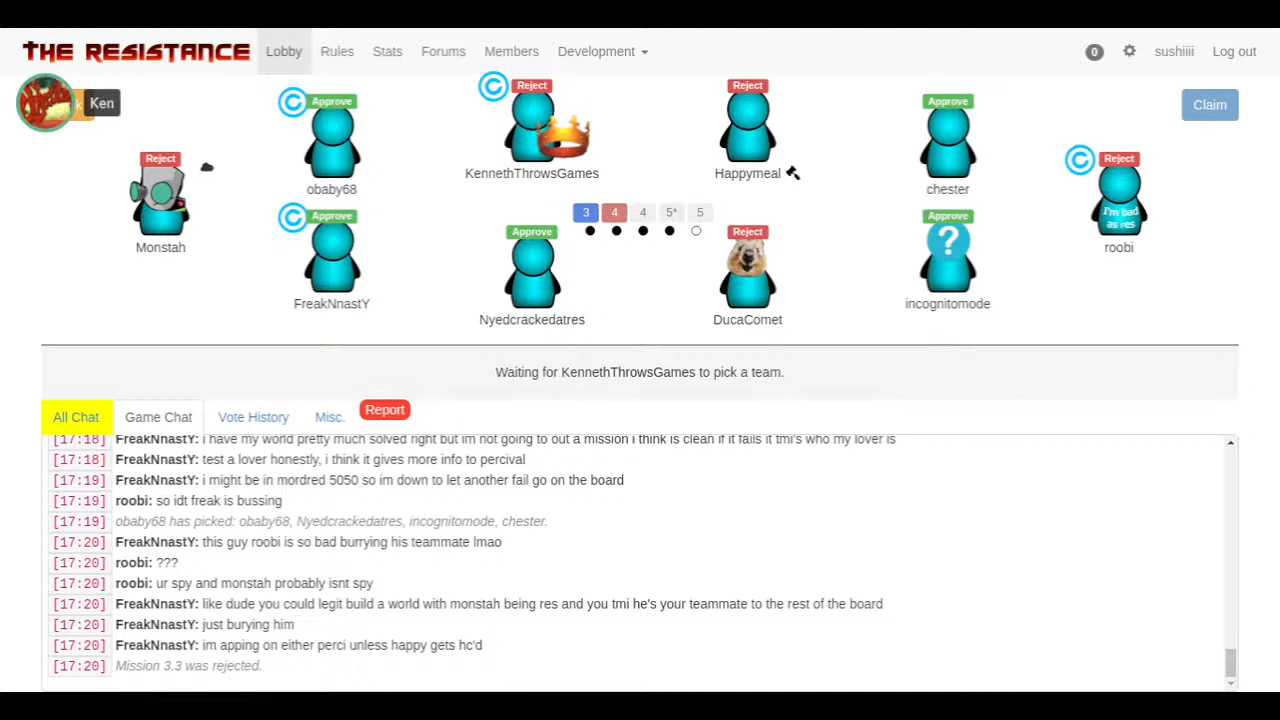 THE RESISTANCE Lobby Rules Stats Forums Members Development 0 sushiiii Log out
Ken
Claim
Reject
Monstah
Approve
obaby68
Reject
KennethThrowsGames
Reject
Happymeal
Approve
chester
Reject
I'm bad
as res
roobi
Approve
FreakNnastY
Approve
Nyedcrackedatres
3 4 4 5* 5
Reject
DucaComet
Approve
?
incognitomode
Waiting for KennethThrowsGames to pick a team.
All Chat Game Chat Vote History Misc. Report
[17:18] FreakNnastY: i have my world pretty much solved right but im not going to out a mission i think is clean if it fails it tmi's who my lover is
[17:18] FreakNnastY: test a lover honestly, i think it gives more info to percival
[17:19] FreakNnastY: i might be in mordred 5050 so im down to let another fail go on the board
[17:19] roobi: so idt freak is bussing
[17:19] obaby68 has picked: obaby68, Nyedcrackedatres, incognitomode, chester.
[17:20] FreakNnastY: this guy roobi is so bad burrying his teammate lmao
[17:20] roobi: ???
[17:20] roobi: ur spy and monstah probably isnt spy
[17:20] FreakNnastY: like dude you could legit build a world with monstah being res and you tmi he's your teammate to the rest of the board
[17:20] FreakNnastY: just burying him
[17:20] FreakNnastY: im apping on either perci unless happy gets hc'd
[17:20] Mission 3.3 was rejected.